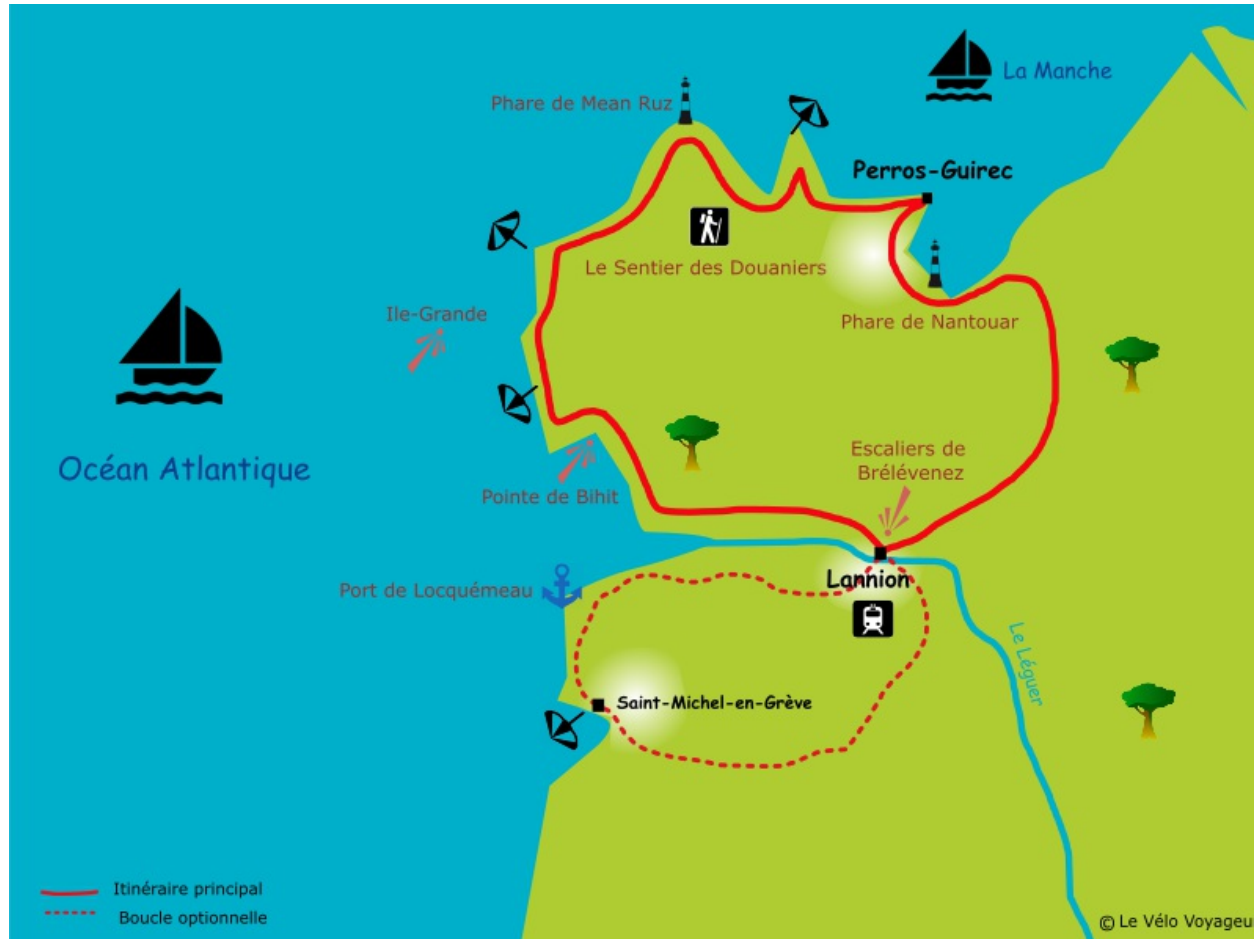 La Manche
Phare de Mean Ruz
Perros-Guirec
Le Sentier des Douaniers
Ile-Grande
Phare de Nantouar
Océan Atlantique
Escaliers de
Brélévenez
Pointe de Bihit
Lannion
Port de Locquémeau
Le Léguer
Saint-Michel-en-Grève
Itinéraire principal
Boucle optionnelle
© Le Vélo Voyageu